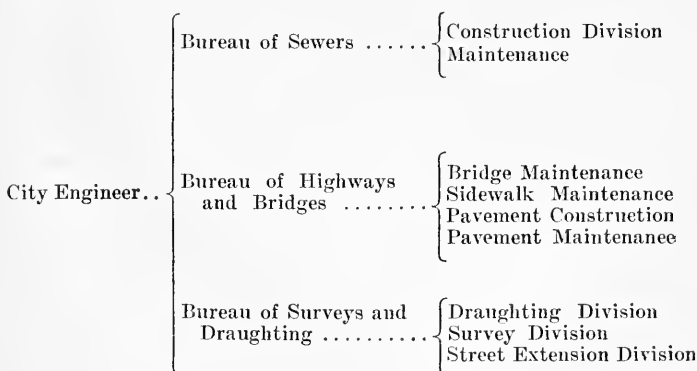 Bureau of Sewers ...... Construction Division
Maintenance
City Engineer..
Bureau of Highways
and Bridges ........
Bridge Maintenance
Sidewalk Maintenance
Pavement Construction
Pavement Maintenance
Bureau of Surveys and
Draughting ..........
Draughting Division
Survey Division
Street Extension Division